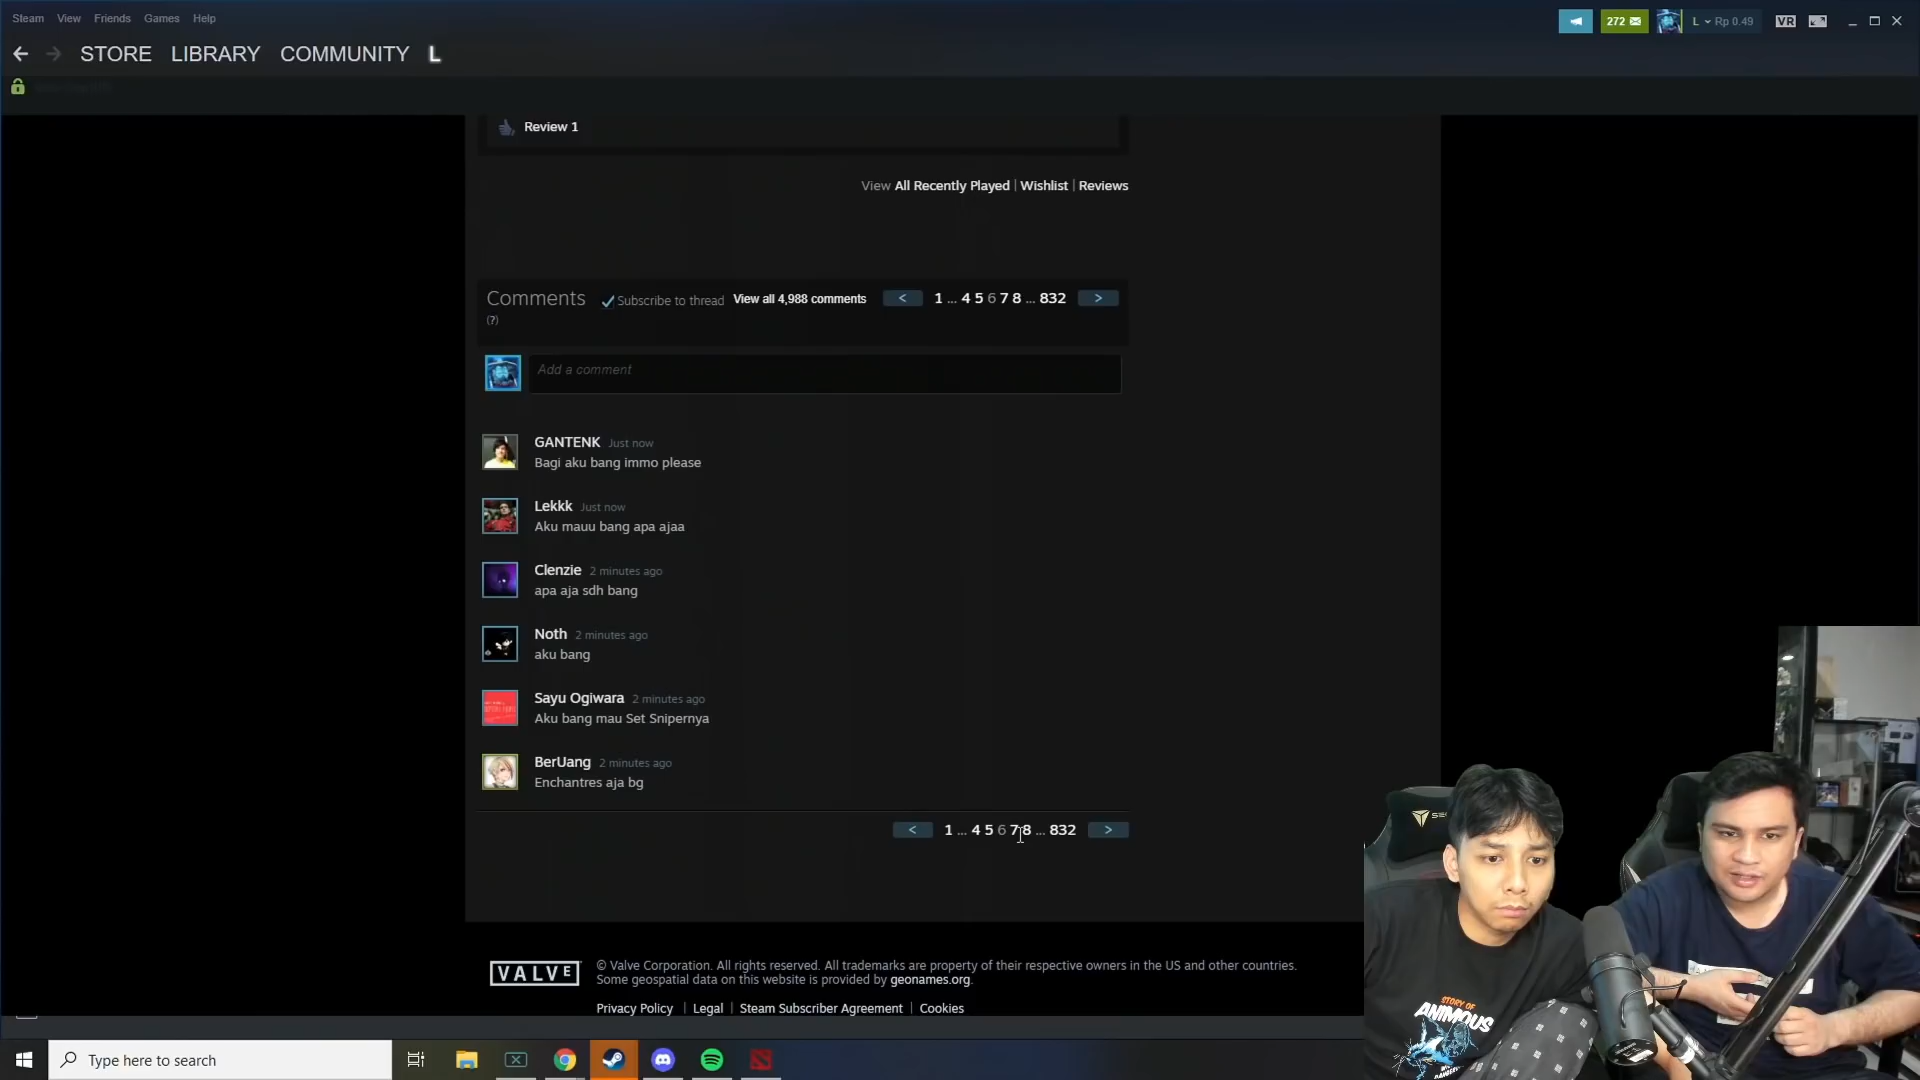 Steam View Friends Games Help
272
L Rp 0.49
VR
STORE LIBRARY COMMUNITY L
Review 1
View All Recently Played | Wishlist | Reviews
Comments Subscribe to thread View all 4,988 comments < 1 ... 4 5 6 7 8 ... 832 >
(?)
Add a comment
GANTENK Just now
Bagi aku bang immo please
Lekkk Just now
Aku mauu bang apa ajaa
Clenzie 2 minutes ago
apa aja sdh bang
Noth 2 minutes ago
aku bang
Sayu Ogiwara 2 minutes ago
Aku bang mau Set Snipernya
BerUang 2 minutes ago
Enchantres aja bg
< 1 ... 4 5 6 7 8 ... 832 >
VALVE
© Valve Corporation. All rights reserved. All trademarks are property of their respective owners in the US and other countries.
Some geospatial data on this website is provided by geonames.org.
Privacy Policy | Legal | Steam Subscriber Agreement | Cookies
STORY OF
ANIMOUS
Type here to search